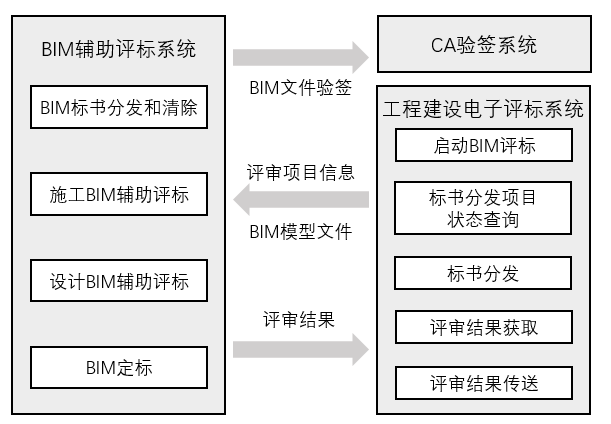 BIM辅助评标系统
BIM标书分发和清除
施工BIM辅助评标
设计BIM辅助评标
BIM定标
BIM文件验签
评审项目信息
BIM模型文件
评审结果
CA验签系统
工程建设电子评标系统
启动BIM评标
标书分发项目
状态查询
标书分发
评审结果获取
评审结果传送